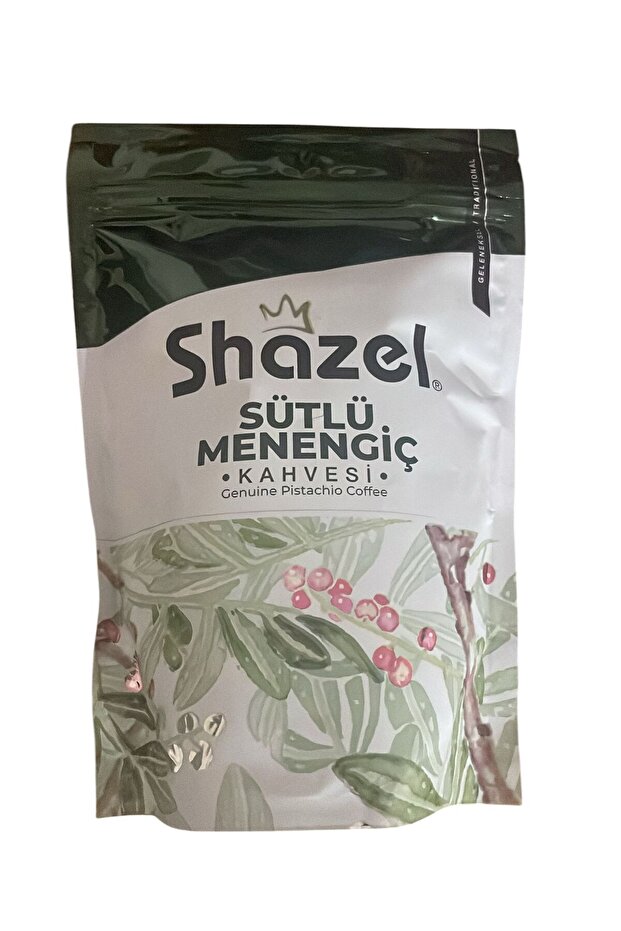 GELENEKSEL / TRADITIONAL
Shazel®
SÜTLÜ
MENENGİÇ
• KAHVESİ •
Genuine Pistachio Coffee